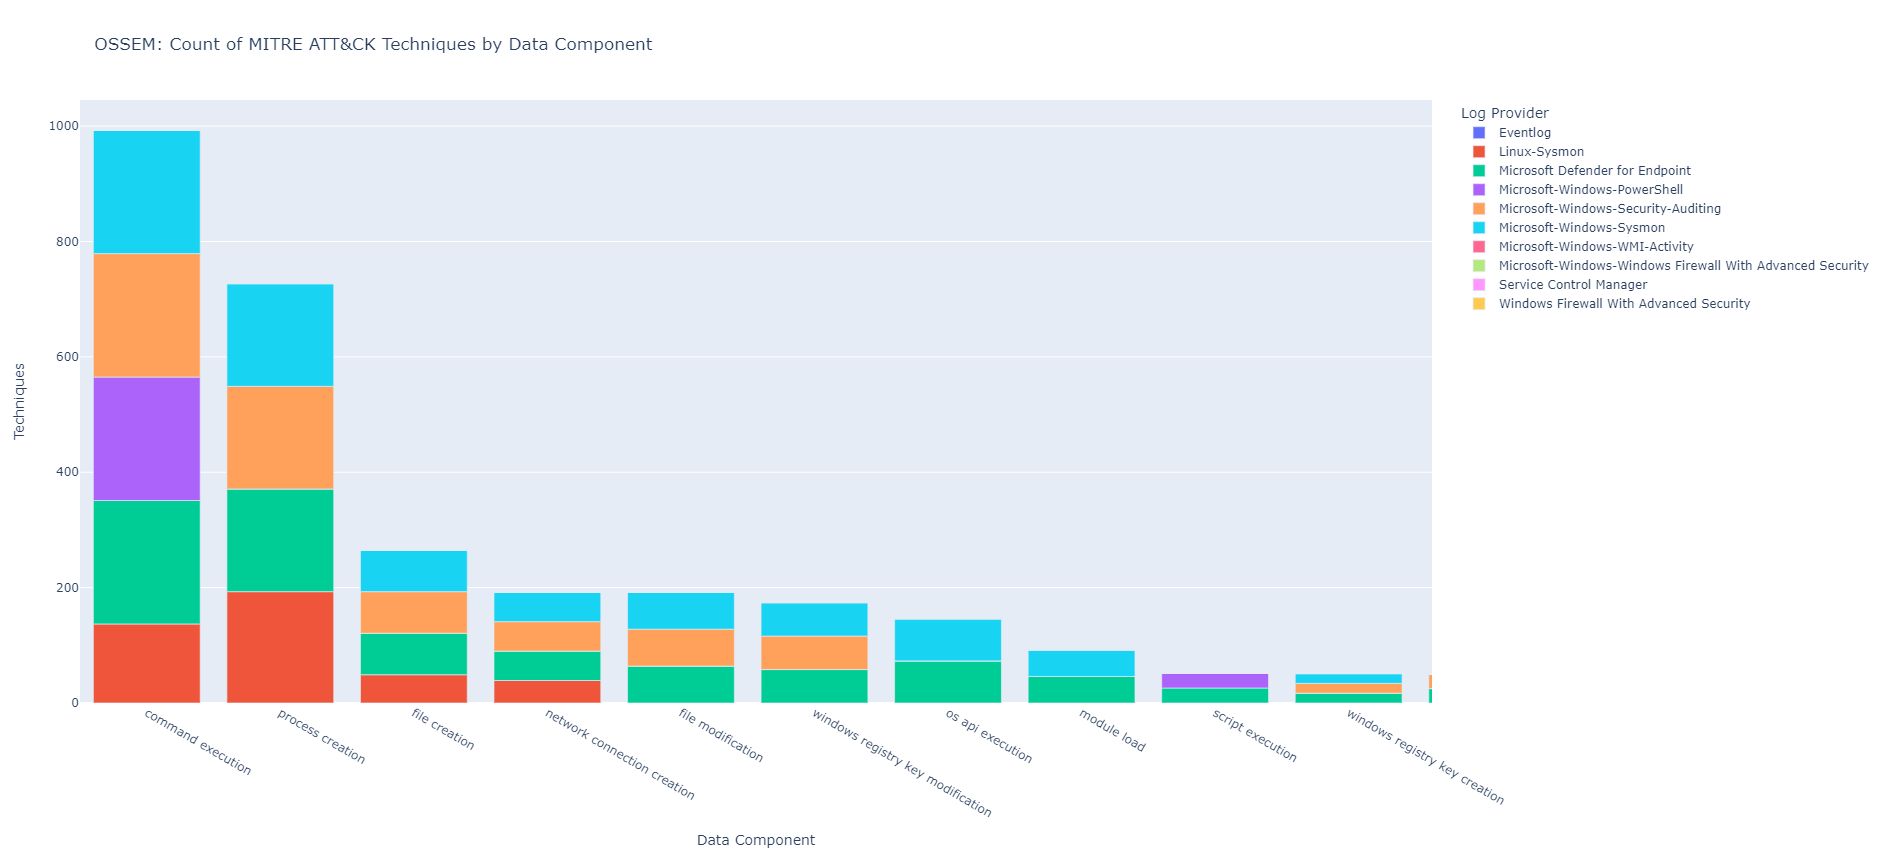 OSSEM: Count of MITRE ATT&CK Techniques by Data Component
1000
800
600
400
200
0
Techniques
command execution
process creation
file creation
network connection creation
file modification
windows registry key modification
os api execution
module load
script execution
windows registry key creation
Data Component
Log Provider
Eventlog
Linux-Sysmon
Microsoft Defender for Endpoint
Microsoft-Windows-PowerShell
Microsoft-Windows-Security-Auditing
Microsoft-Windows-Sysmon
Microsoft-Windows-WMI-Activity
Microsoft-Windows-Windows Firewall With Advanced Security
Service Control Manager
Windows Firewall With Advanced Security